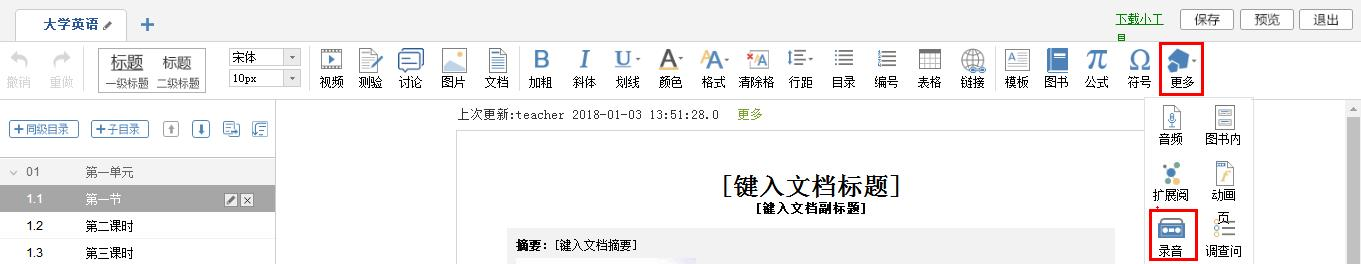 大学英语
下载小工
具
保存 预览 退出
撤销 重做 标题 一级标题 标题 二级标题 宋体 10px 视频 测验 讨论 图片 文档 B 加粗 I 斜体 U 划线 A 颜色 A 格式 清除格 行距 目录 编号 表格 链接 模板 图书 π 公式 Ω 符号 更多
+同级目录 +子目录
上次更新:teacher 2018-01-03 13:51:28.0 更多
音频 图书内
01 第一单元
1.1 第一节
1.2 第二课时
1.3 第三课时
[键入文档标题]
[键入文档副标题]
摘要: [键入文档摘要]
扩展阅 动画
页
录音 调查问